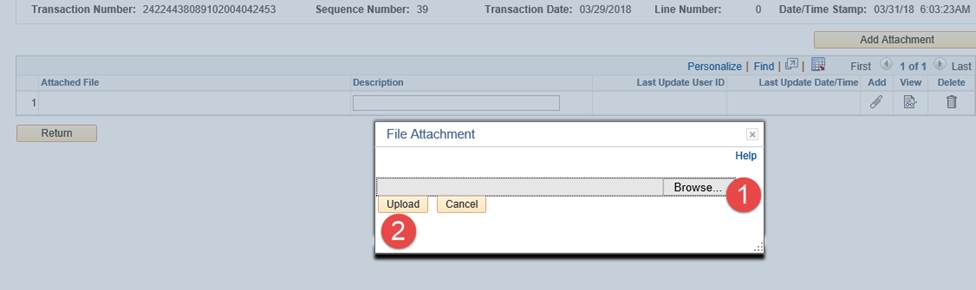 Transaction Number: 24224438089102004042453 Sequence Number: 39 Transaction Date: 03/29/2018 Line Number: 0 Date/Time Stamp: 03/31/18 6:03:23AM
Add Attachment
Personalize | Find | | First 1 of 1 Last
Attached File Description Last Update User ID Last Update Date/Time Add View Delete
1
Return
File Attachment
Help
Browse... 1
Upload Cancel
2